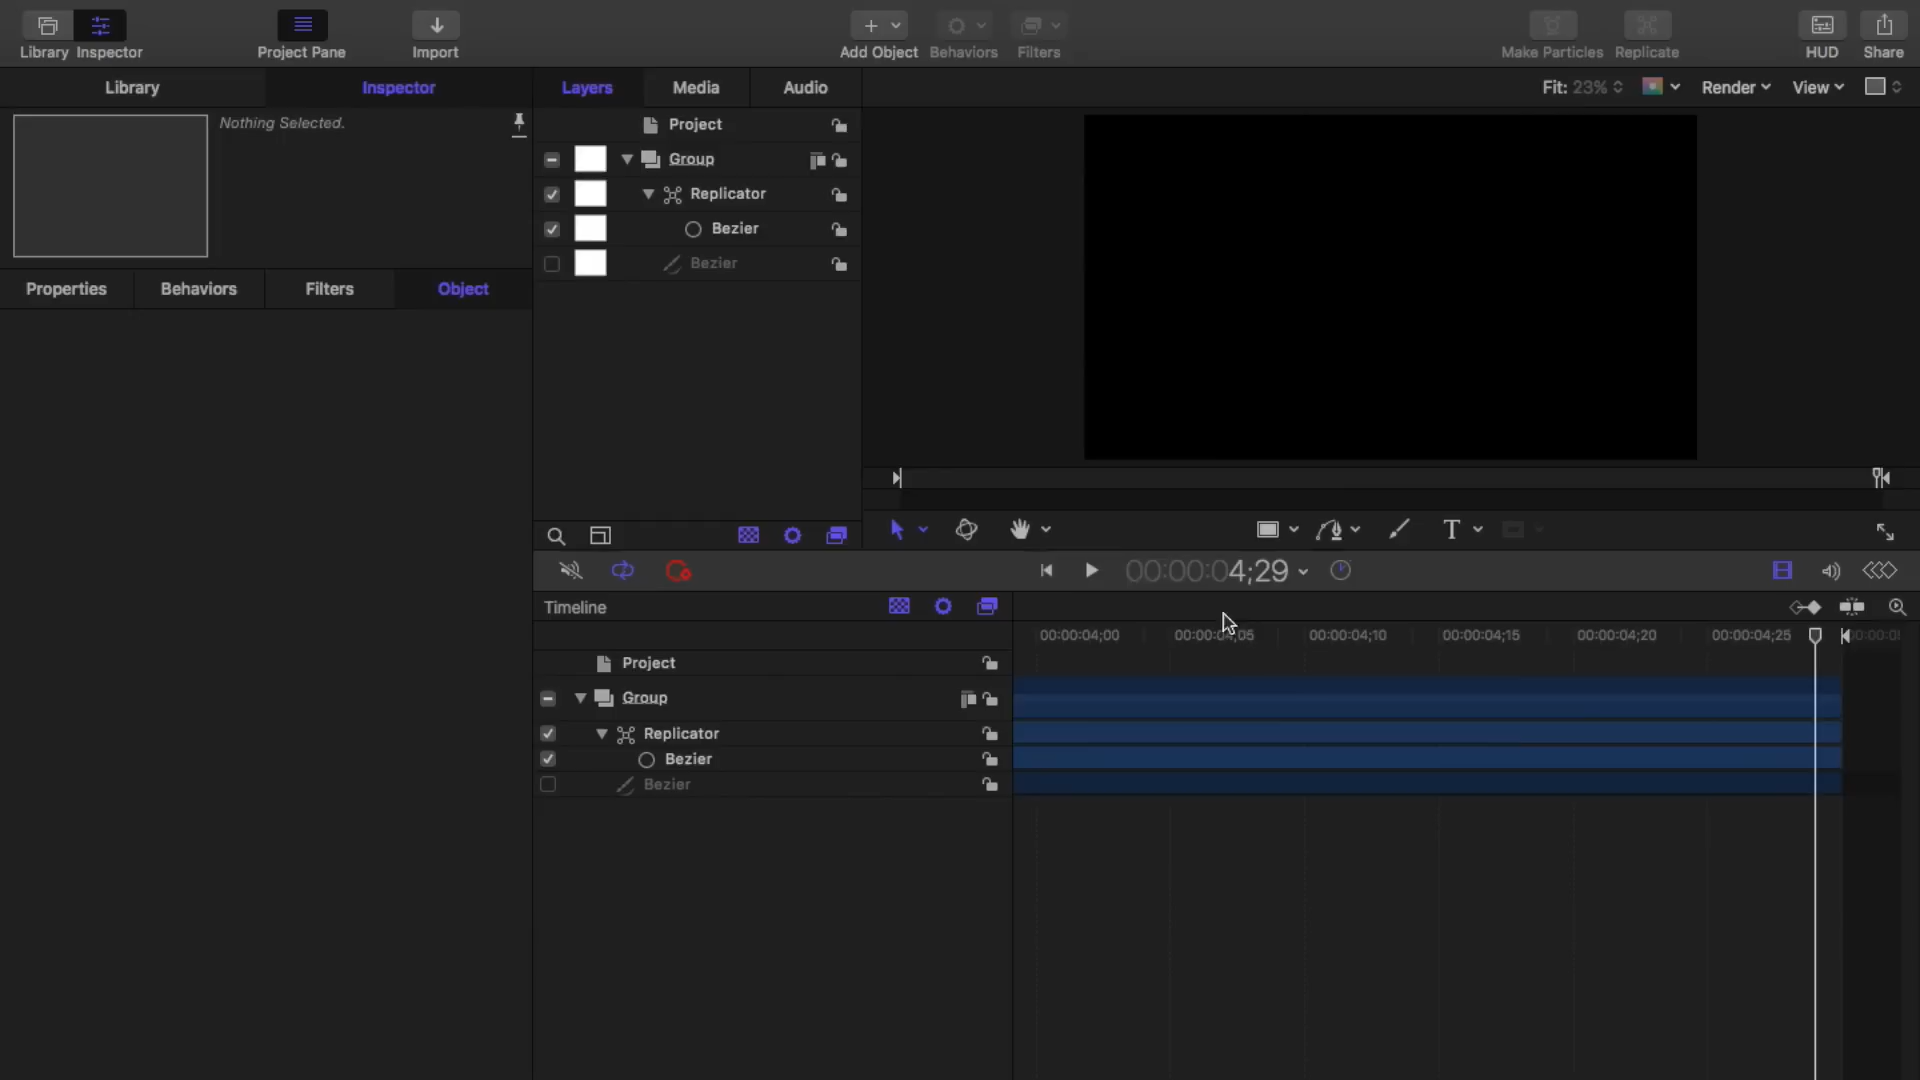 Library Inspector Project Pane Import Add Object Behaviors Filters Make Particles Replicate HUD Share
Library Inspector Layers Media Audio Fit: 23% Render View
Nothing Selected.
Project
Group
Replicator
Bezier
Bezier
Properties Behaviors Filters Object
T
00:00:04;29
Timeline
00:00:04;00 00:00:04;05 00:00:04;10 00:00:04;15 00:00:04;20 00:00:04;25
Project
Group
Replicator
Bezier
Bezier